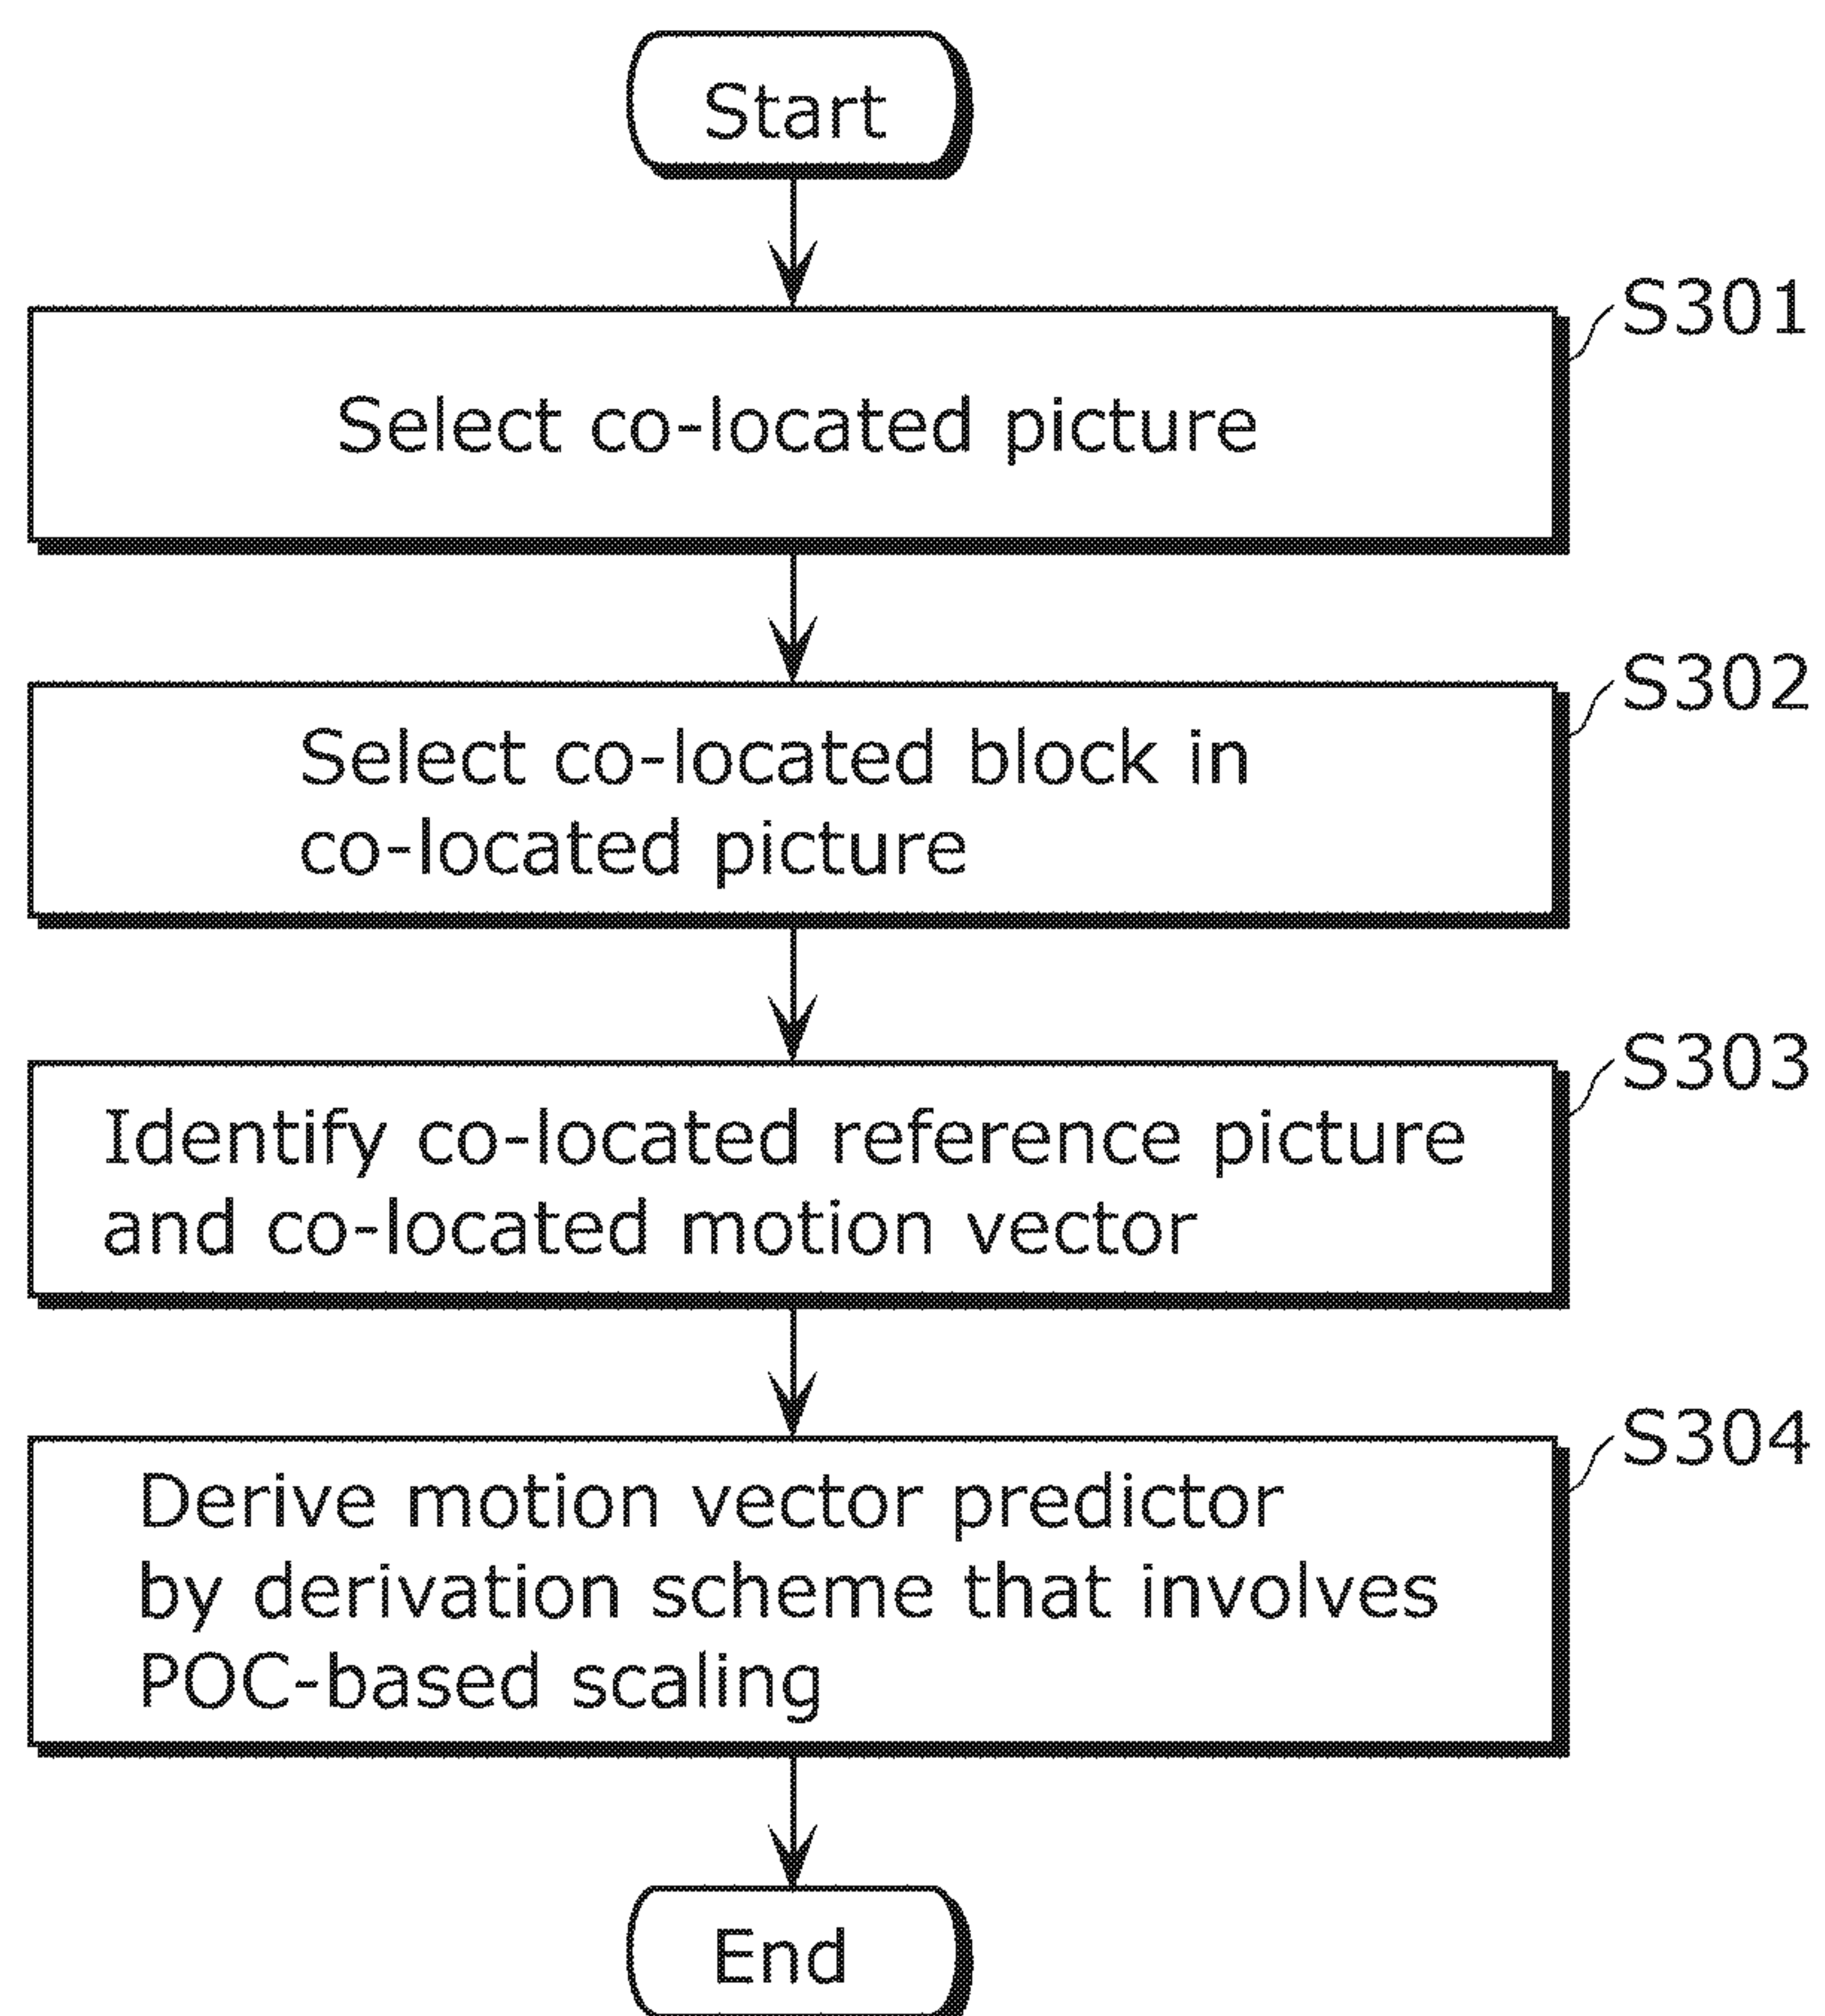 Start
S301
Select co-located picture
S302
Select co-located block in
co-located picture
S303
Identify co-located reference picture
and co-located motion vector
S304
Derive motion vector predictor
by derivation scheme that involves
POC-based scaling
End